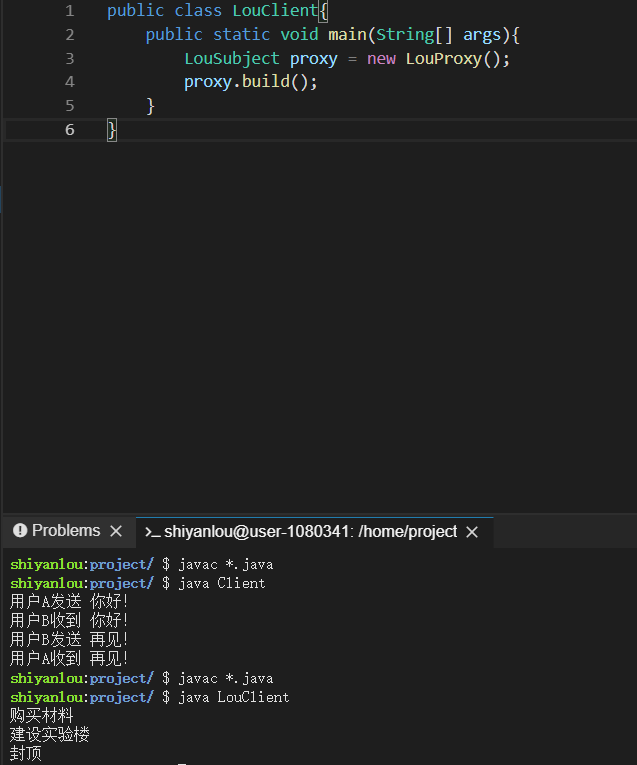 1 public class LouClient{
2 public static void main(String[] args){
3 LouSubject proxy = new LouProxy();
4 proxy.build();
5 }
6 }
Problems × >_ shiyanlou@user-1080341: /home/project ×
shiyanlou:project/ $ javac *.java
shiyanlou:project/ $ java Client
用户A发送 你好!
用户B收到 你好!
用户B发送 再见!
用户A收到 再见!
shiyanlou:project/ $ javac *.java
shiyanlou:project/ $ java LouClient
购买材料
建设实验楼
封顶